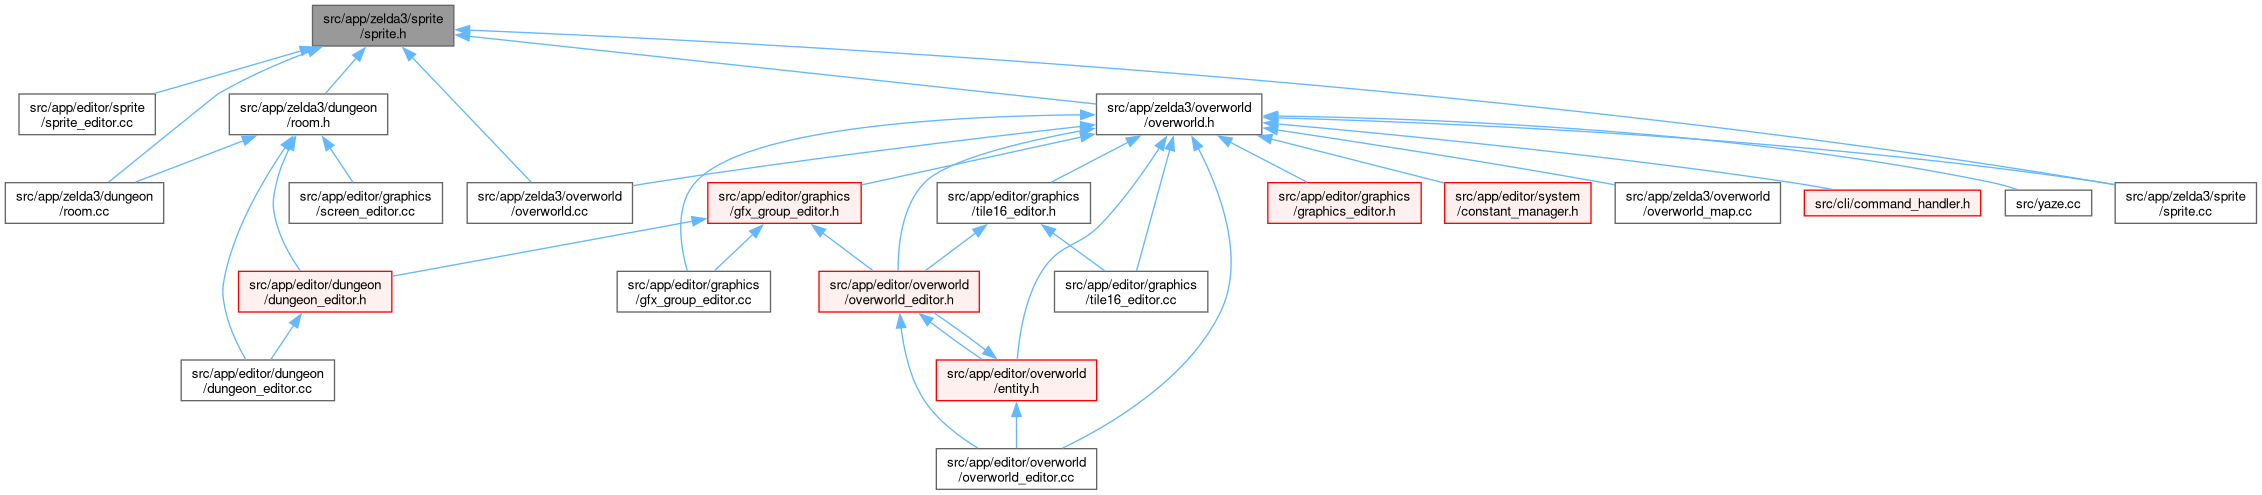 src/app/zelda3/sprite
/sprite.h
src/app/editor/sprite
/sprite_editor.cc
src/app/zelda3/dungeon
/room.h
src/app/zelda3/overworld
/overworld.h
src/app/zelda3/dungeon
/room.cc
src/app/editor/graphics
/screen_editor.cc
src/app/zelda3/overworld
/overworld.cc
src/app/editor/graphics
/gfx_group_editor.h
src/app/editor/graphics
/tile16_editor.h
src/app/editor/graphics
/graphics_editor.h
src/app/editor/system
/constant_manager.h
src/app/zelda3/overworld
/overworld_map.cc
src/cli/command_handler.h
src/yaze.cc
src/app/zelda3/sprite
/sprite.cc
src/app/editor/dungeon
/dungeon_editor.h
src/app/editor/graphics
/gfx_group_editor.cc
src/app/editor/overworld
/overworld_editor.h
src/app/editor/graphics
/tile16_editor.cc
src/app/editor/dungeon
/dungeon_editor.cc
src/app/editor/overworld
/entity.h
src/app/editor/overworld
/overworld_editor.cc